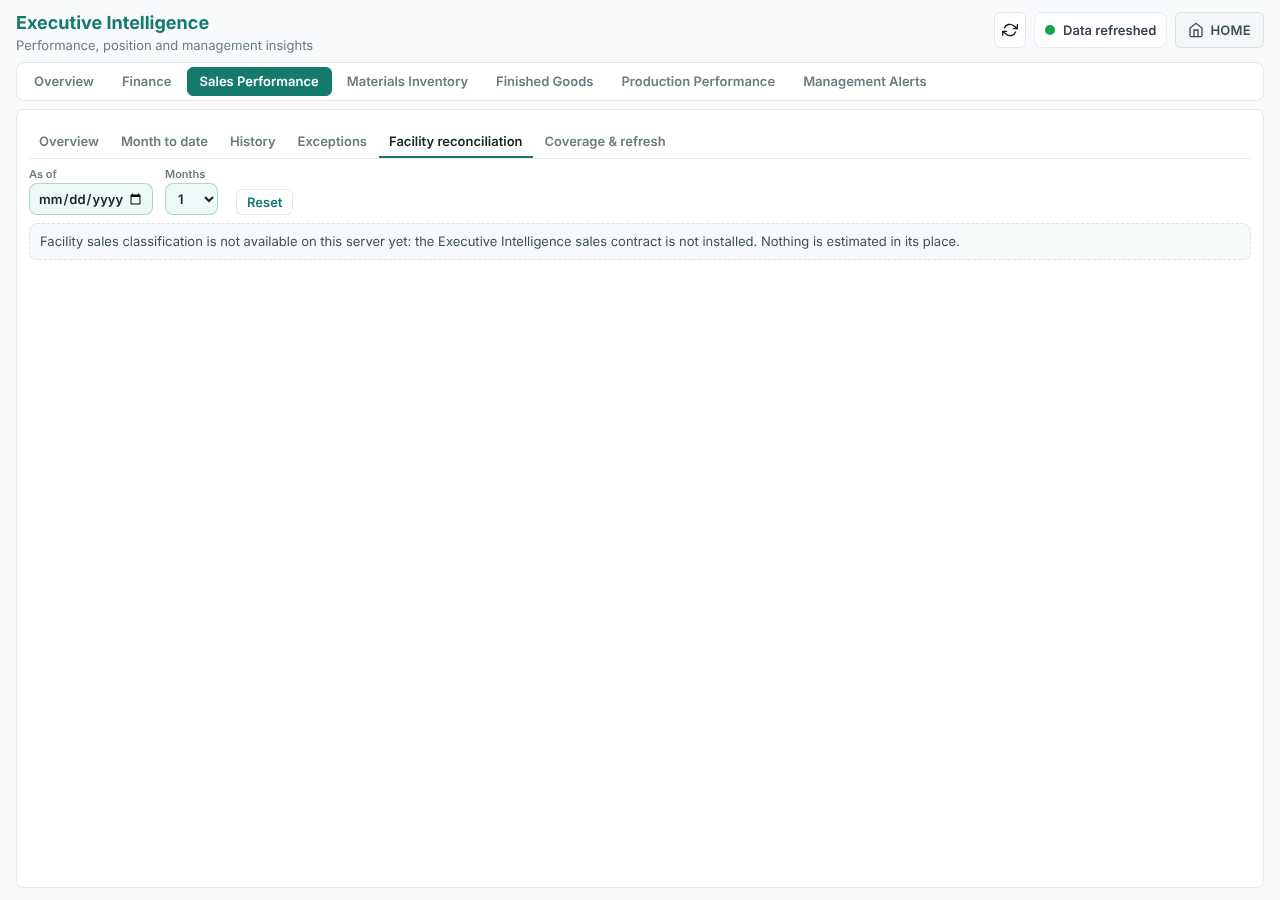 Executive Intelligence
Performance, position and management insights
Data refreshed
HOME
Overview
Finance
Sales Performance
Materials Inventory
Finished Goods
Production Performance
Management Alerts
Overview
Month to date
History
Exceptions
Facility reconciliation
Coverage & refresh
As of
Months
mm/dd/yyyy
1
Reset
Facility sales classification is not available on this server yet: the Executive Intelligence sales contract is not installed. Nothing is estimated in its place.